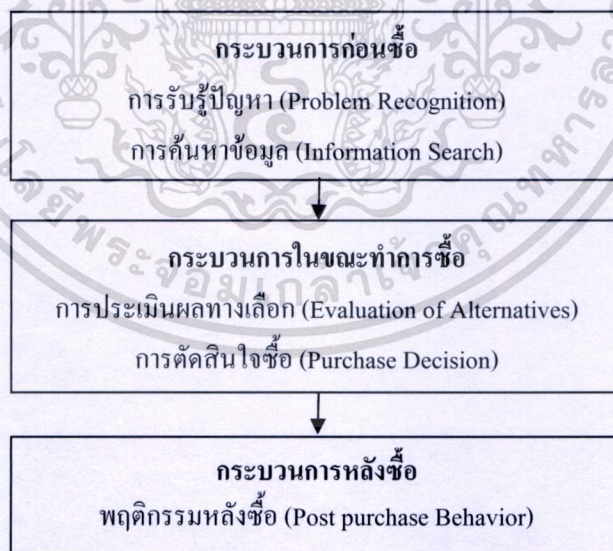 กระบวนการก่อนซื้อ
การรับรู้ปัญหา (Problem Recognition)
การค้นหาข้อมูล (Information Search)
กระบวนการในขณะทำการซื้อ
การประเมินผลทางเลือก (Evaluation of Alternatives)
การตัดสินใจซื้อ (Purchase Decision)
กระบวนการหลังซื้อ
พฤติกรรมหลังซื้อ (Post purchase Behavior)